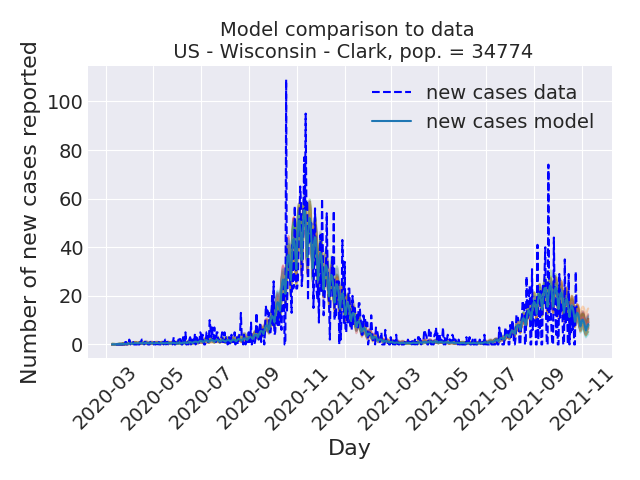 Model comparison to data
US - Wisconsin - Clark, pop. = 34774
new cases data
new cases model
Number of new cases reported
100
80
60
40
20
0
2020-03
2020-05
2020-07
2020-09
2020-11
2021-01
2021-03
2021-05
2021-07
2021-09
2021-11
Day